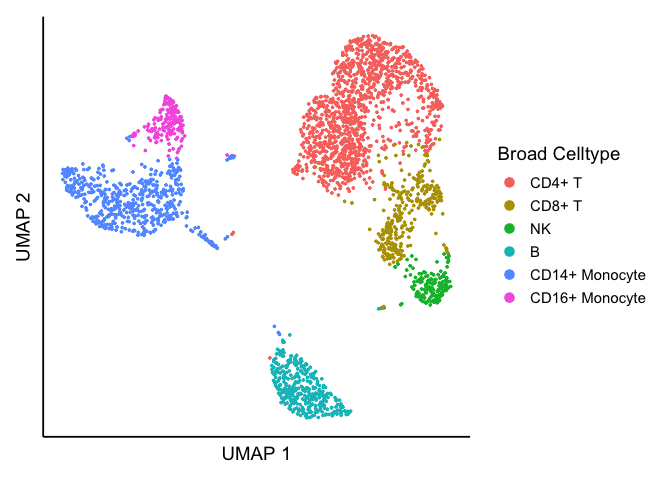 UMAP 2
UMAP 1
Broad Celltype
CD4+ T
CD8+ T
NK
B
CD14+ Monocyte
CD16+ Monocyte